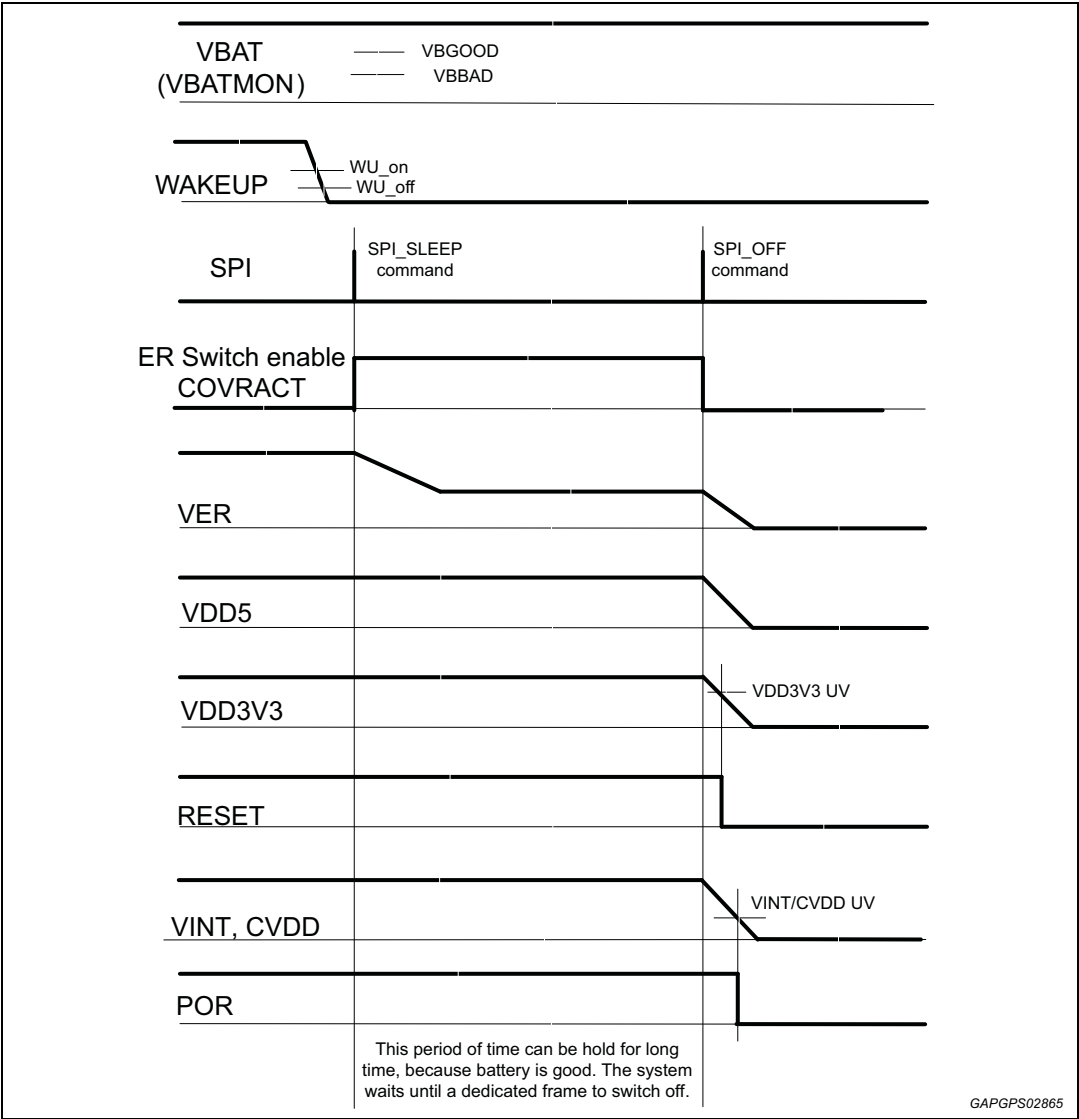 VBAT
(VBATMON)
VBGOOD
VBBAD
WAKEUP
WU_on
WU_off
SPI
SPI_SLEEP
command
SPI_OFF
command
ER Switch enable
COVRACT
VER
VDD5
VDD3V3
VDD3V3 UV
RESET
VINT, CVDD
VINT/CVDD UV
POR
This period of time can be hold for long
time, because battery is good. The system
waits until a dedicated frame to switch off.
GAPGPS02865